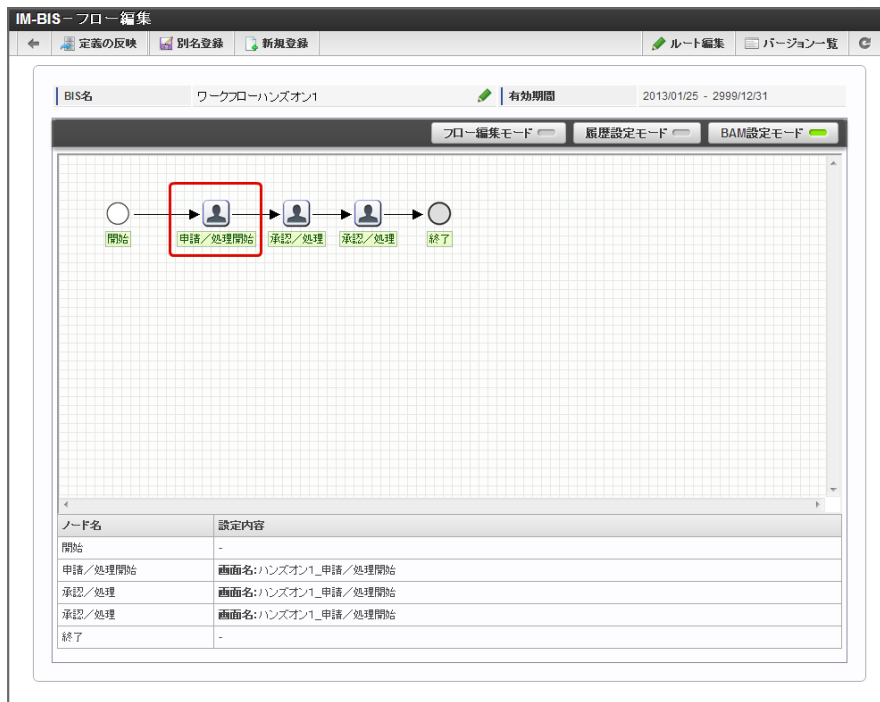 IM-BIS－フロー編集
定義の反映 別名登録 新規登録 ルート編集 バージョン一覧
BIS名 ワークフローハンズオン1 有効期間 2013/01/25 - 2999/12/31
フロー編集モード 履歴設定モード BAM設定モード
開始 申請／処理開始 承認／処理 承認／処理 終了
ノード名 設定内容
開始 -
申請／処理開始 画面名:ハンズオン1_申請／処理開始
承認／処理 画面名:ハンズオン1_申請／処理開始
承認／処理 画面名:ハンズオン1_申請／処理開始
終了 -